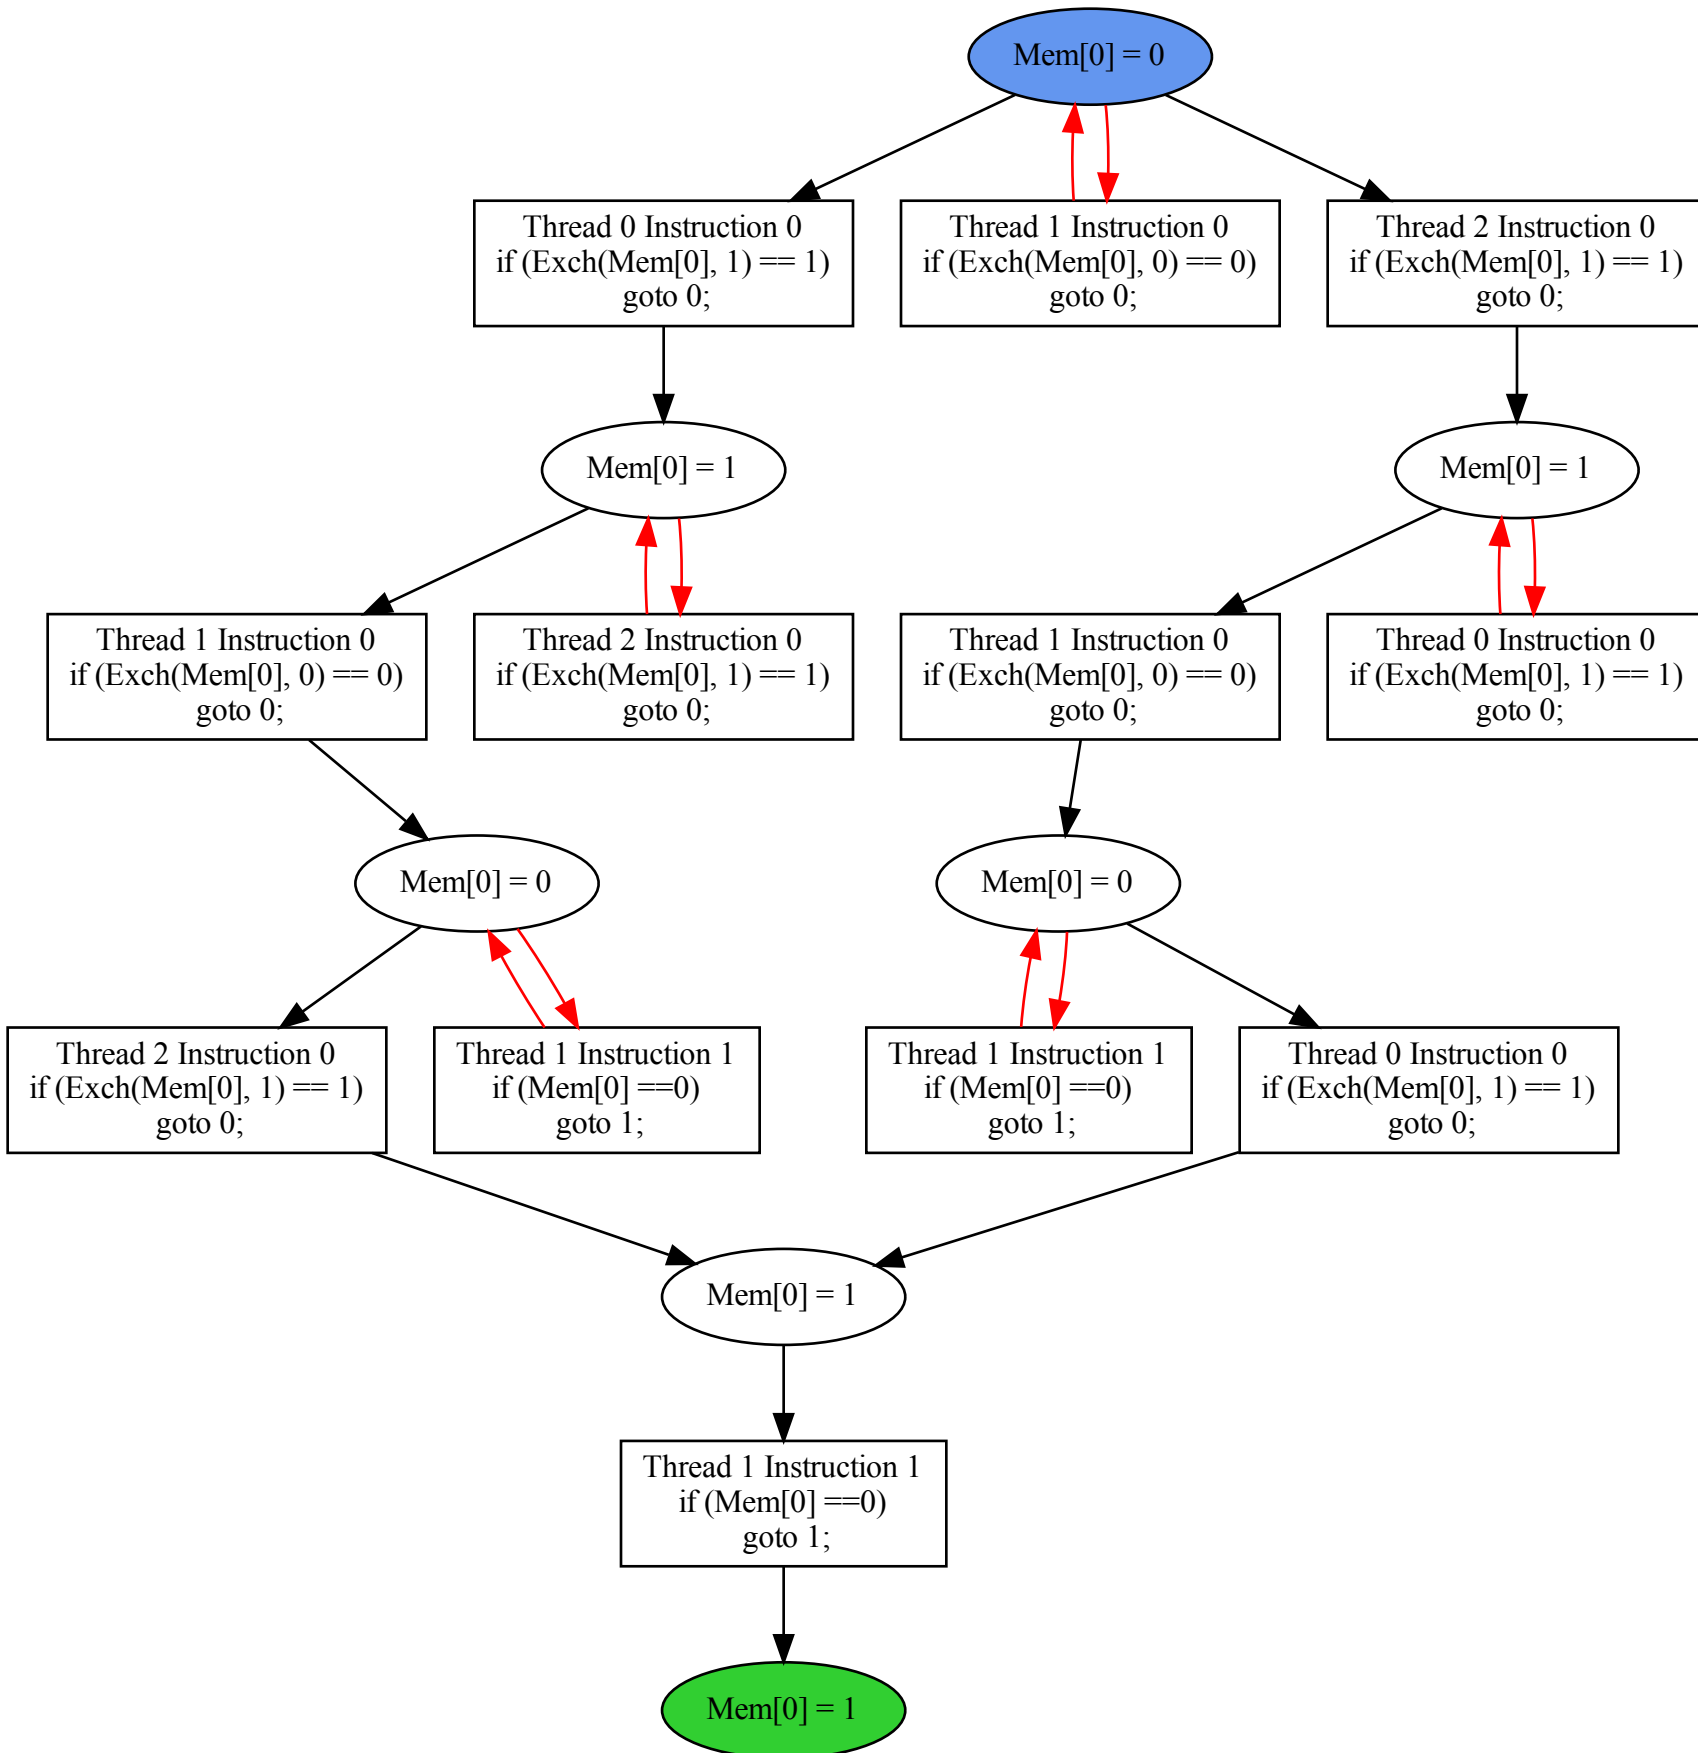 Mem[0] = 0
Thread 0 Instruction 0
if (Exch(Mem[0], 1) == 1)
goto 0;
Thread 1 Instruction 0
if (Exch(Mem[0], 0) == 0)
goto 0;
Thread 2 Instruction 0
if (Exch(Mem[0], 1) == 1)
goto 0;
Mem[0] = 1
Mem[0] = 1
Thread 1 Instruction 0
if (Exch(Mem[0], 0) == 0)
goto 0;
Thread 2 Instruction 0
if (Exch(Mem[0], 1) == 1)
goto 0;
Thread 1 Instruction 0
if (Exch(Mem[0], 0) == 0)
goto 0;
Thread 0 Instruction 0
if (Exch(Mem[0], 1) == 1)
goto 0;
Mem[0] = 0
Mem[0] = 0
Thread 2 Instruction 0
if (Exch(Mem[0], 1) == 1)
goto 0;
Thread 1 Instruction 1
if (Mem[0] ==0)
goto 1;
Thread 1 Instruction 1
if (Mem[0] ==0)
goto 1;
Thread 0 Instruction 0
if (Exch(Mem[0], 1) == 1)
goto 0;
Mem[0] = 1
Thread 1 Instruction 1
if (Mem[0] ==0)
goto 1;
Mem[0] = 1